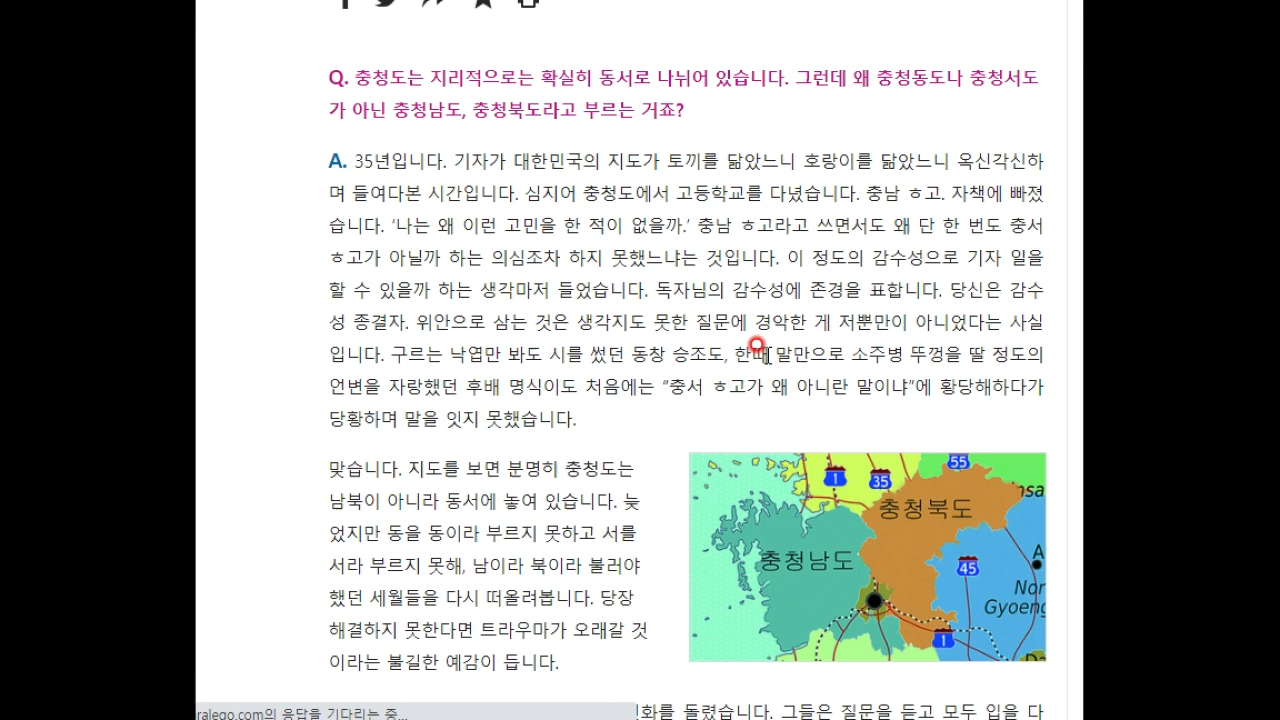 Q. 충청도는 지리적으로는 확실히 동서로 나뉘어 있습니다. 그런데 왜 충청동도나 충청서도
가 아닌 충청남도, 충청북도라고 부르는 거죠?
A. 35년입니다. 기자가 대한민국의 지도가 토끼를 닮았느니 호랑이를 닮았느니 옥신각신하
며 들여다본 시간입니다. 심지어 충청도에서 고등학교를 다녔습니다. 충남 ㅎ고. 자책에 빠졌
습니다. ‘나는 왜 이런 고민을 한 적이 없을까.’ 충남 ㅎ고라고 쓰면서도 왜 단 한 번도 충서
ㅎ고가 아닐까 하는 의심조차 하지 못했느냐는 것입니다. 이 정도의 감수성으로 기자 일을
할 수 있을까 하는 생각마저 들었습니다. 독자님의 감수성에 존경을 표합니다. 당신은 감수
성 종결자. 위안으로 삼는 것은 생각지도 못한 질문에 경악한 게 저뿐만이 아니었다는 사실
입니다. 구르는 낙엽만 봐도 시를 썼던 동창 승조도, 한때 말만으로 소주병 뚜껑을 딸 정도의
언변을 자랑했던 후배 명식이도 처음에는 “충서 ㅎ고가 왜 아니란 말이냐”에 황당해하다가
당황하며 말을 잇지 못했습니다.
맞습니다. 지도를 보면 분명히 충청도는
남북이 아니라 동서에 놓여 있습니다. 늦
었지만 동을 동이라 부르지 못하고 서를
서라 부르지 못해, 남이라 북이라 불러야
했던 세월들을 다시 떠올려봅니다. 당장
해결하지 못한다면 트라우마가 오래갈 것
이라는 불길한 예감이 듭니다.
55
1
35
nsa
충청북도
충청남도
45
A
Nor
Gyoeng
1
Da
ralego.com의 응답을 기다리는 중...
화를 돌렸습니다. 그들은 질문을 듣고 모두 입을 다